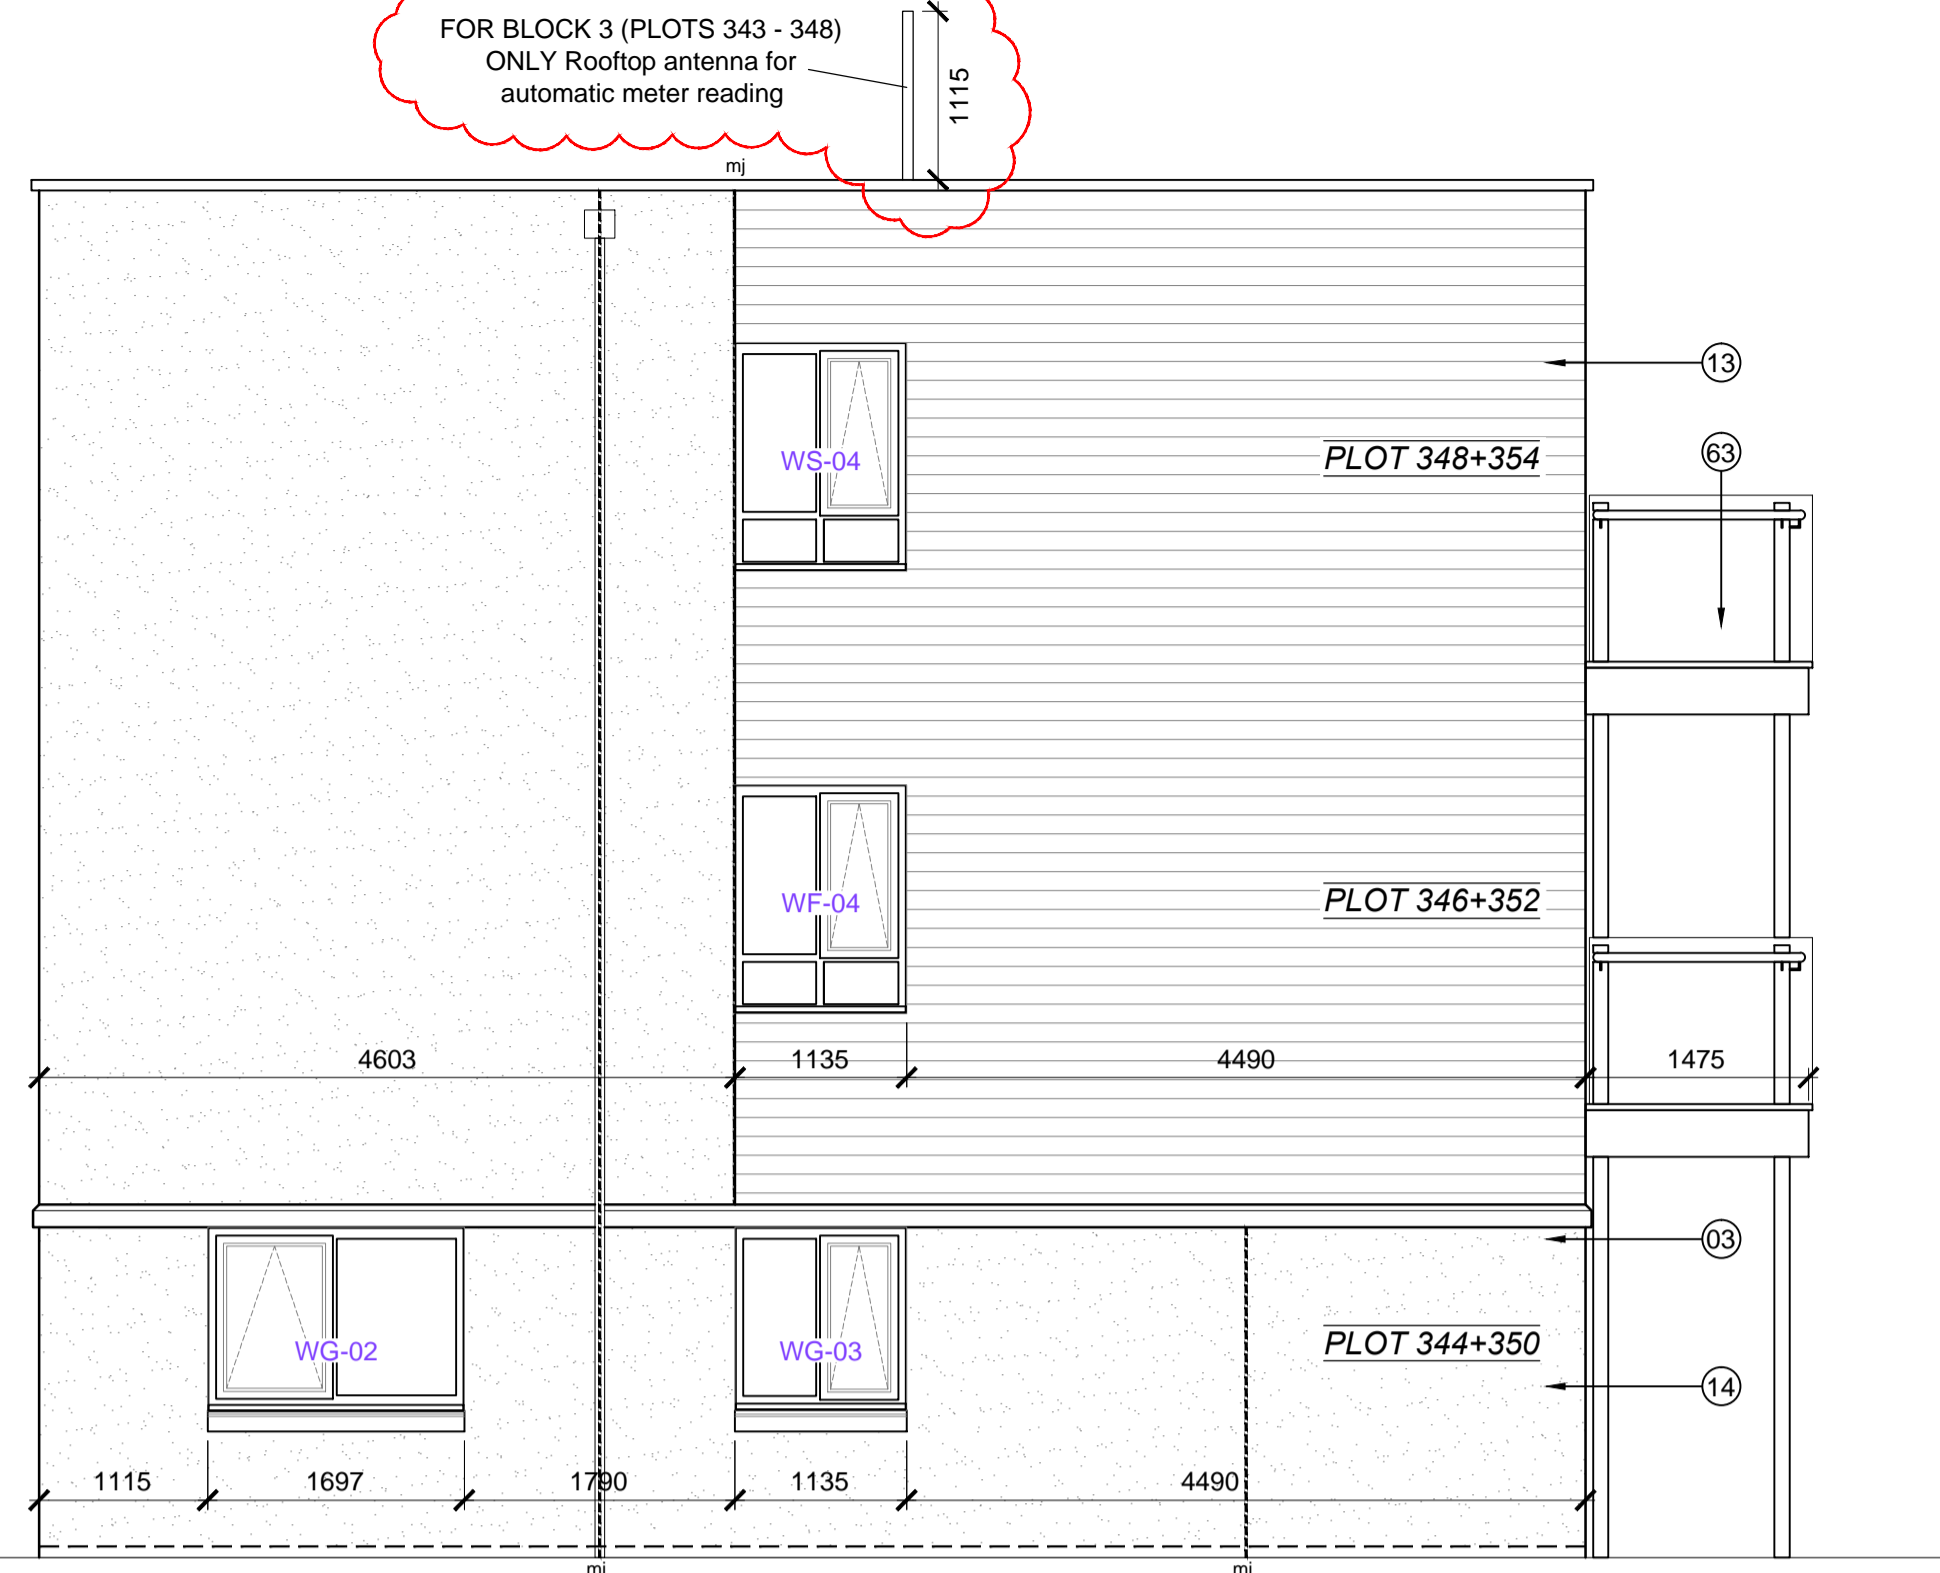 FOR BLOCK 3 (PLOTS 343 - 348)
ONLY Rooftop antenna for
automatic meter reading
1115
mj
13
WS-04
PLOT 348+354
63
WF-04
PLOT 346+352
4603
1135
4490
1475
03
WG-02
WG-03
PLOT 344+350
14
1115
1697
1790
1135
4490
mj
mj